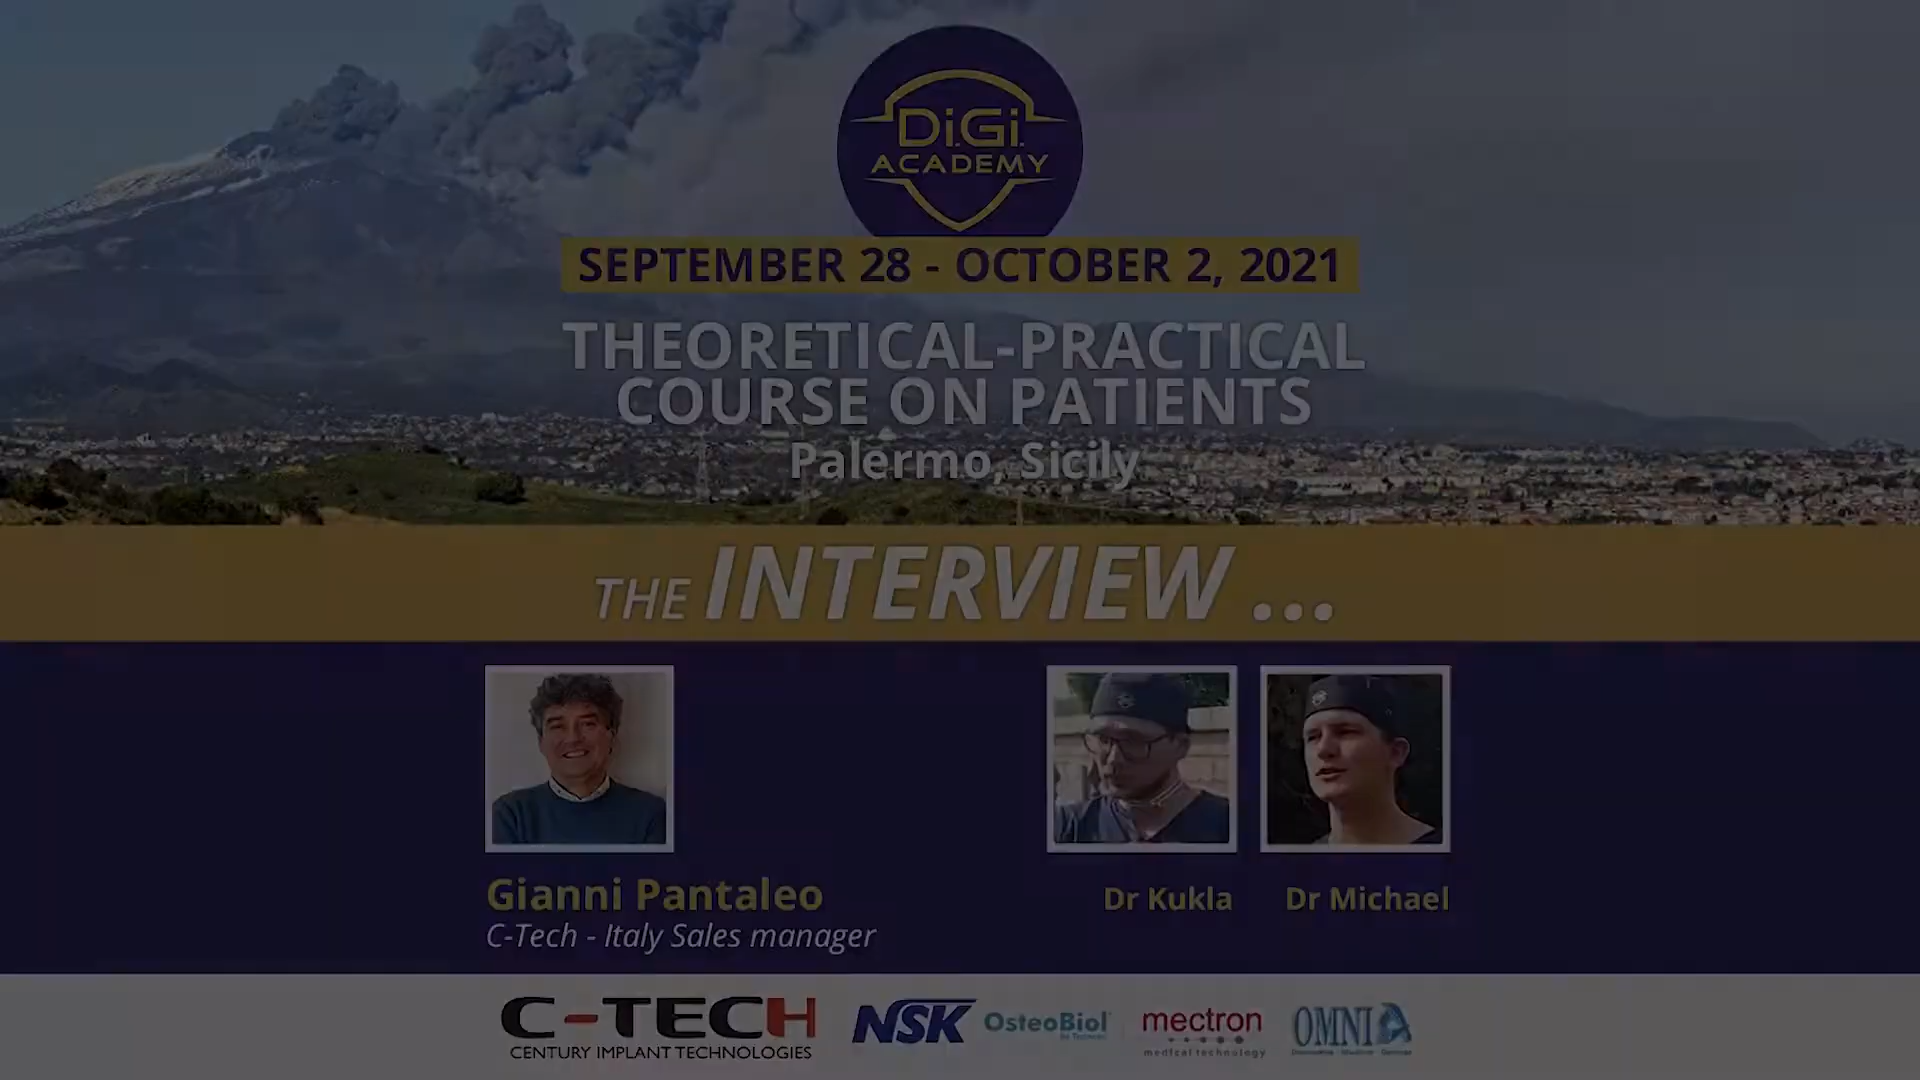 Di.Gi.
ACADEMY
SEPTEMBER 28 - OCTOBER 2, 2021
THEORETICAL-PRACTICAL
COURSE ON PATIENTS
Palermo, Sicily
THE INTERVIEW ...
Gianni Pantaleo
C-Tech - Italy Sales manager
Dr Kukla
Dr Michael
C-TECH
CENTURY IMPLANT TECHNOLOGIES
NSK
OsteoBiol
mectron
medical technology
OMNIA